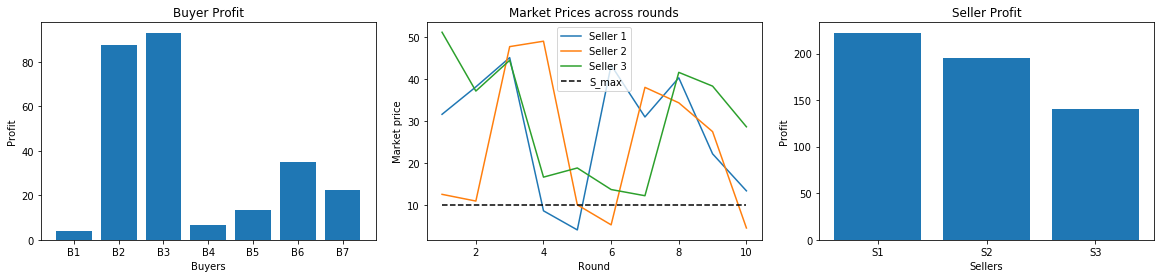 Buyer Profit
Profit
80
60
40
20
0
B1 B2 B3 B4 B5 B6 B7
Buyers
Market Prices across rounds
Market price
50
40
30
20
10
Seller 1
Seller 2
Seller 3
S_max
2 4 6 8 10
Round
Seller Profit
Profit
200
150
100
50
0
S1 S2 S3
Sellers